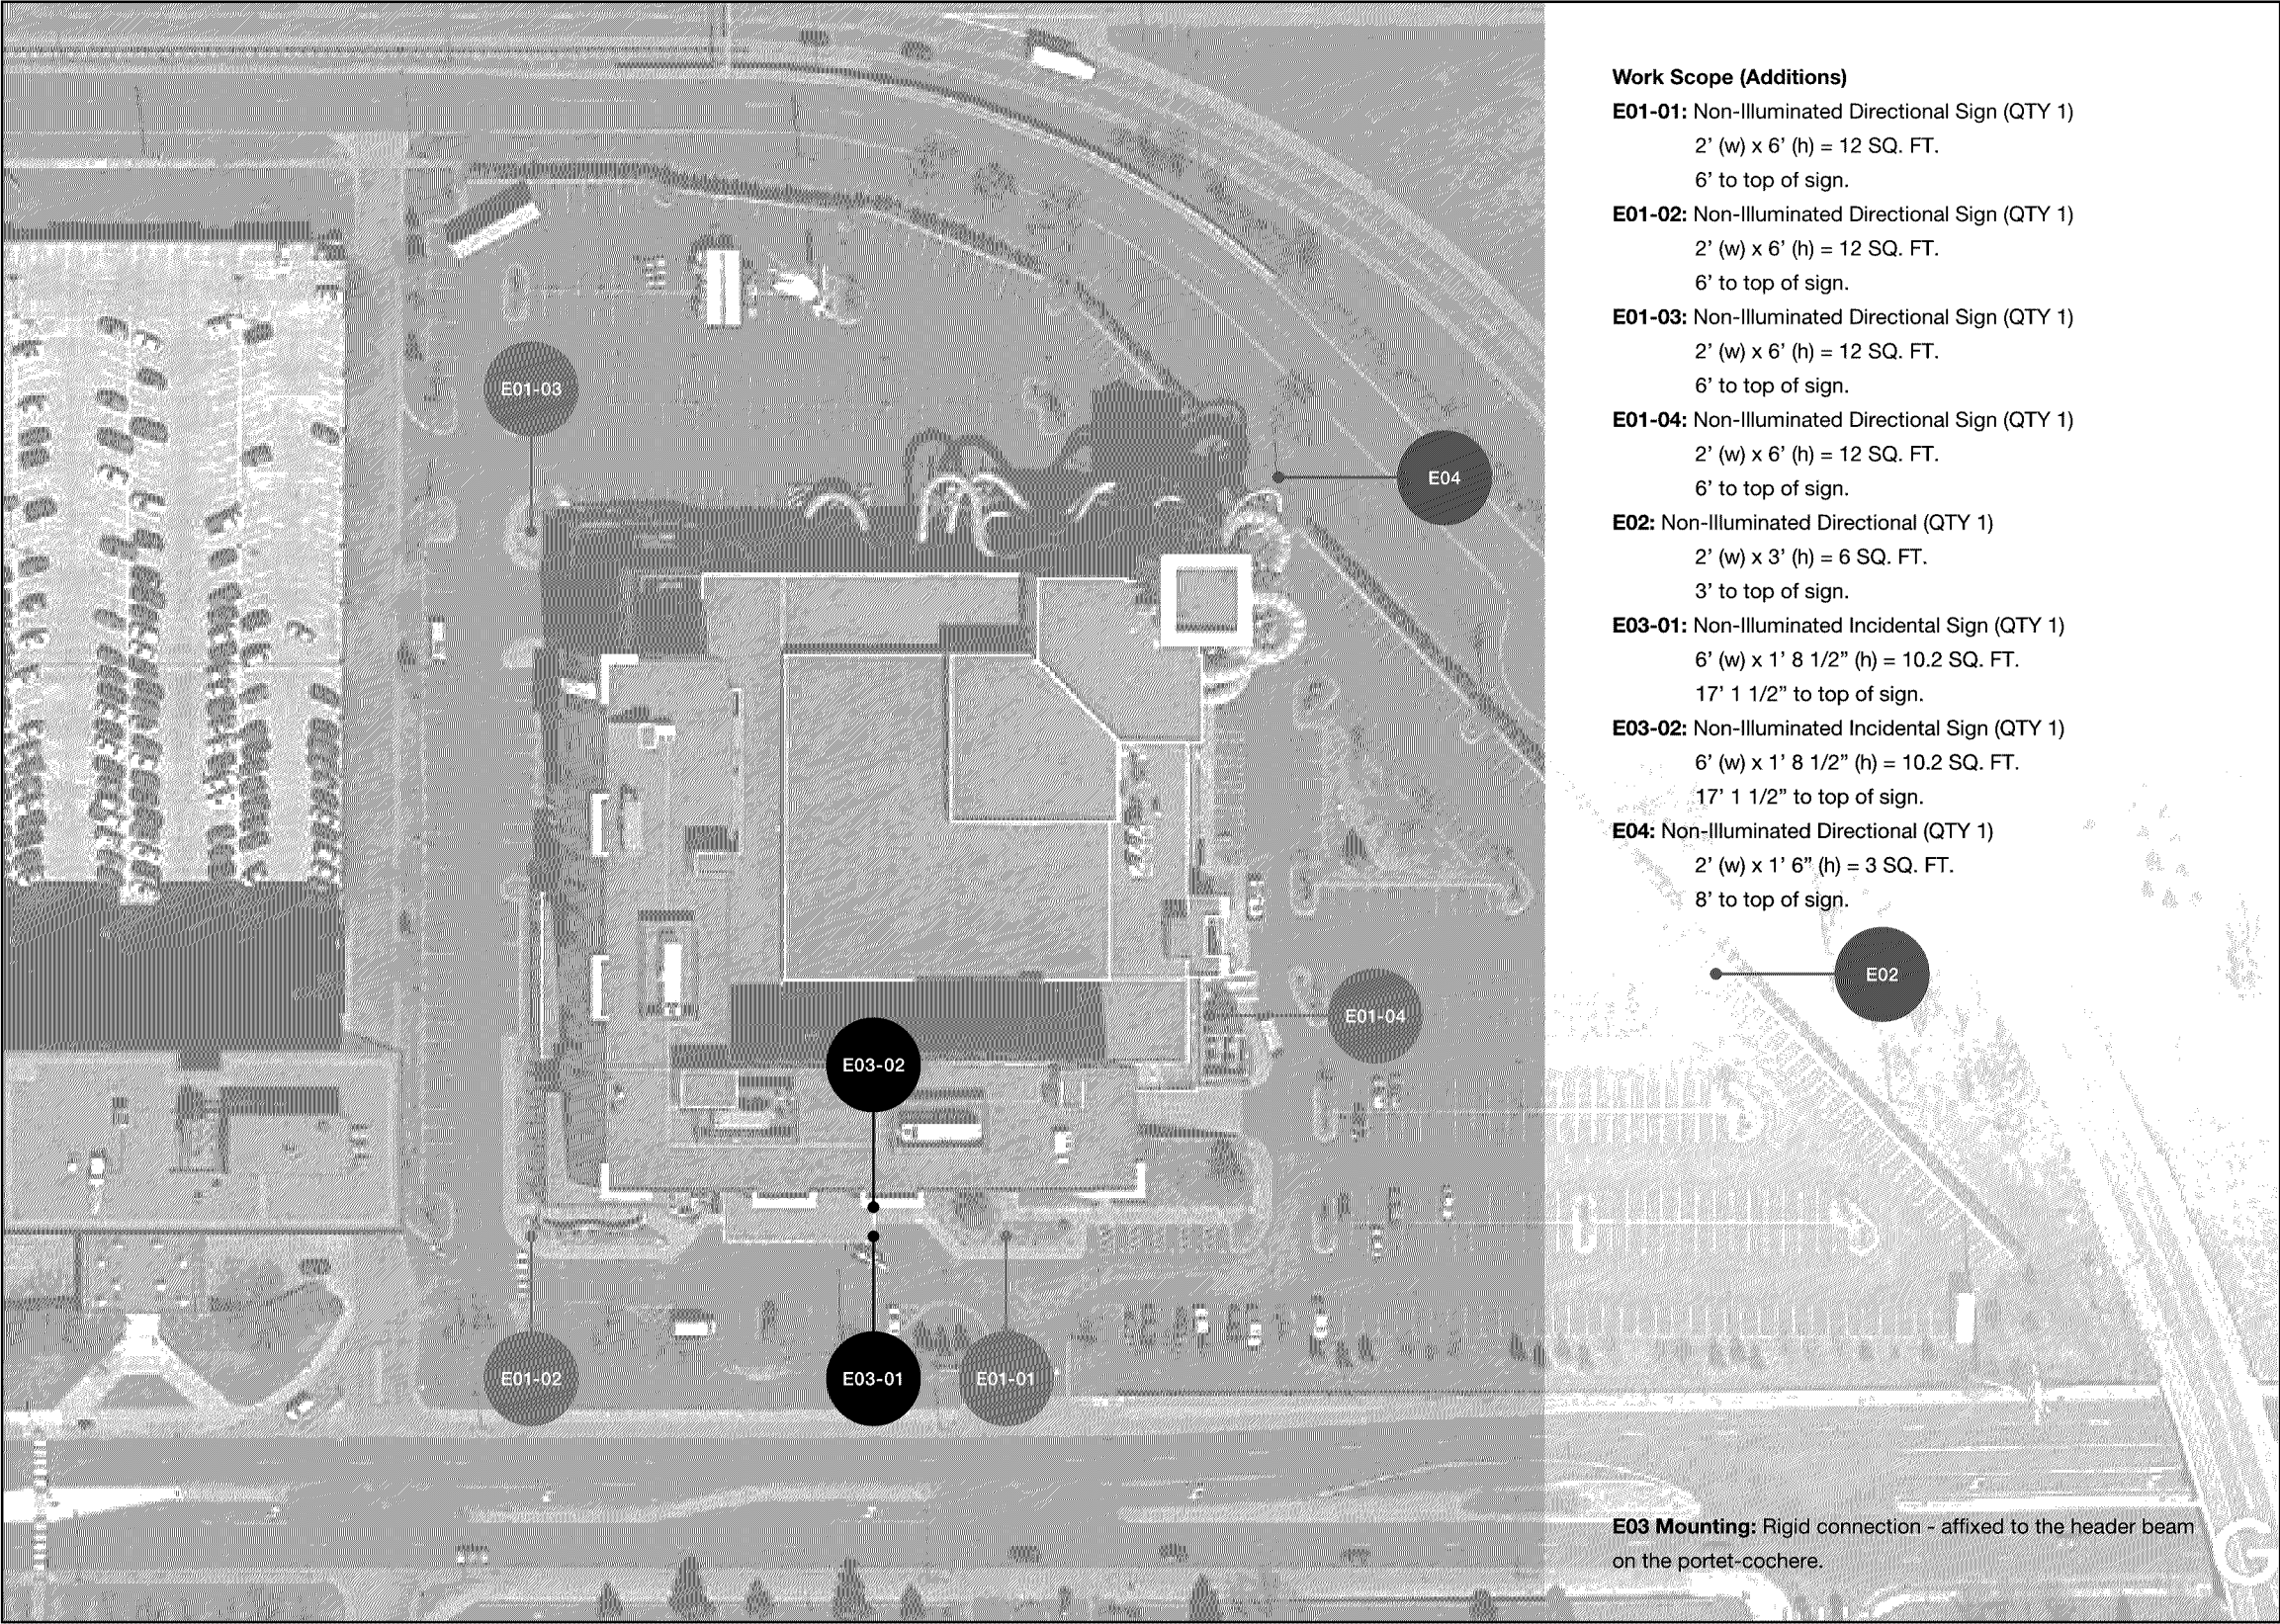 Work Scope (Additions)
E01-01: Non-Illuminated Directional Sign (QTY 1)
2’ (w) x 6’ (h) = 12 SQ. FT.
6’ to top of sign.
E01-02: Non-Illuminated Directional Sign (QTY 1)
2’ (w) x 6’ (h) = 12 SQ. FT.
6’ to top of sign.
E01-03: Non-Illuminated Directional Sign (QTY 1)
2’ (w) x 6’ (h) = 12 SQ. FT.
6’ to top of sign.
E01-04: Non-Illuminated Directional Sign (QTY 1)
2’ (w) x 6’ (h) = 12 SQ. FT.
6’ to top of sign.
E02: Non-Illuminated Directional (QTY 1)
2’ (w) x 3’ (h) = 6 SQ. FT.
3’ to top of sign.
E03-01: Non-Illuminated Incidental Sign (QTY 1)
6’ (w) x 1’ 8 1/2” (h) = 10.2 SQ. FT.
17’ 1 1/2” to top of sign.
E03-02: Non-Illuminated Incidental Sign (QTY 1)
6’ (w) x 1’ 8 1/2” (h) = 10.2 SQ. FT.
17’ 1 1/2” to top of sign.
E04: Non-Illuminated Directional (QTY 1)
2’ (w) x 1’ 6” (h) = 3 SQ. FT.
8’ to top of sign.
E01-03
E04
E02
E01-04
E03-02
E01-02
E03-01
E01-01
E03 Mounting: Rigid connection - affixed to the header beam
on the portet-cochere.
G